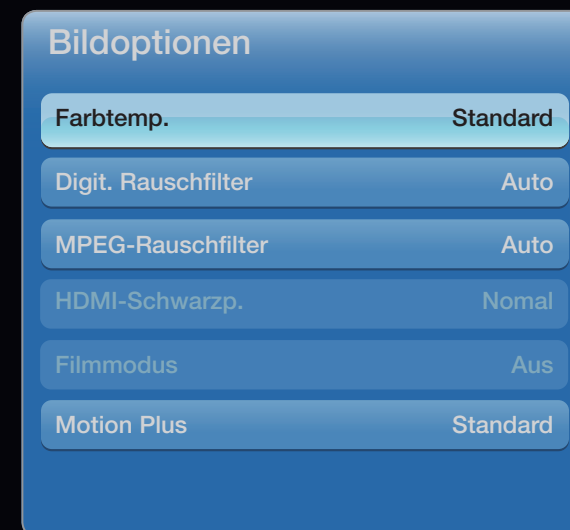 Bildoptionen
Farbtemp. Standard
Digit. Rauschfilter Auto
MPEG-Rauschfilter Auto
HDMI-Schwarzp. Nomal
Filmmodus Aus
Motion Plus Standard